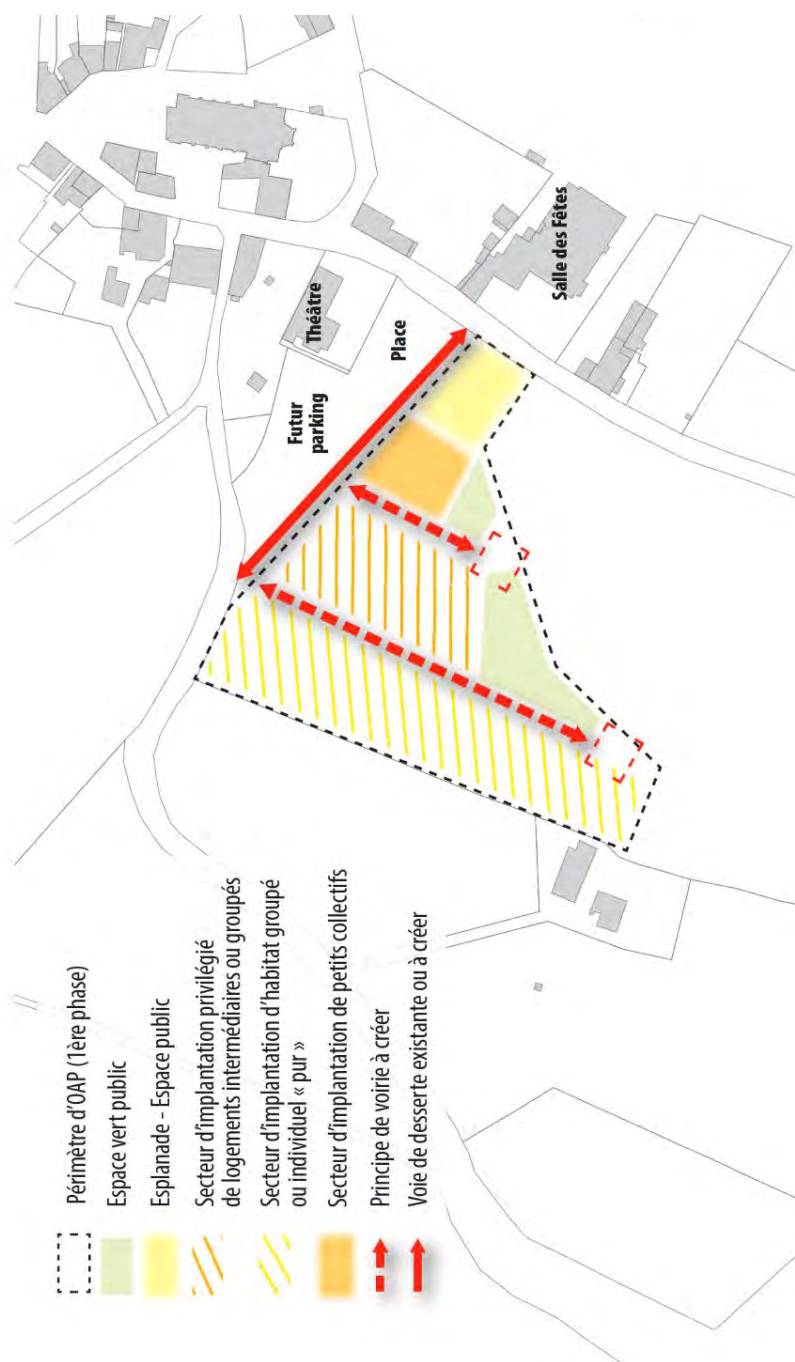 Théâtre
Place
Futur
parking
Salle des Fêtes
Périmètre d'OAP (1ère phase)
Espace vert public
Esplanade - Espace public
Secteur d'implantation privilégié
de logements intermédiaires ou groupés
Secteur d'implantation d'habitat groupé
ou individuel « pur »
Secteur d'implantation de petits collectifs
Principe de voirie à créer
Voie de desserte existante ou à créer